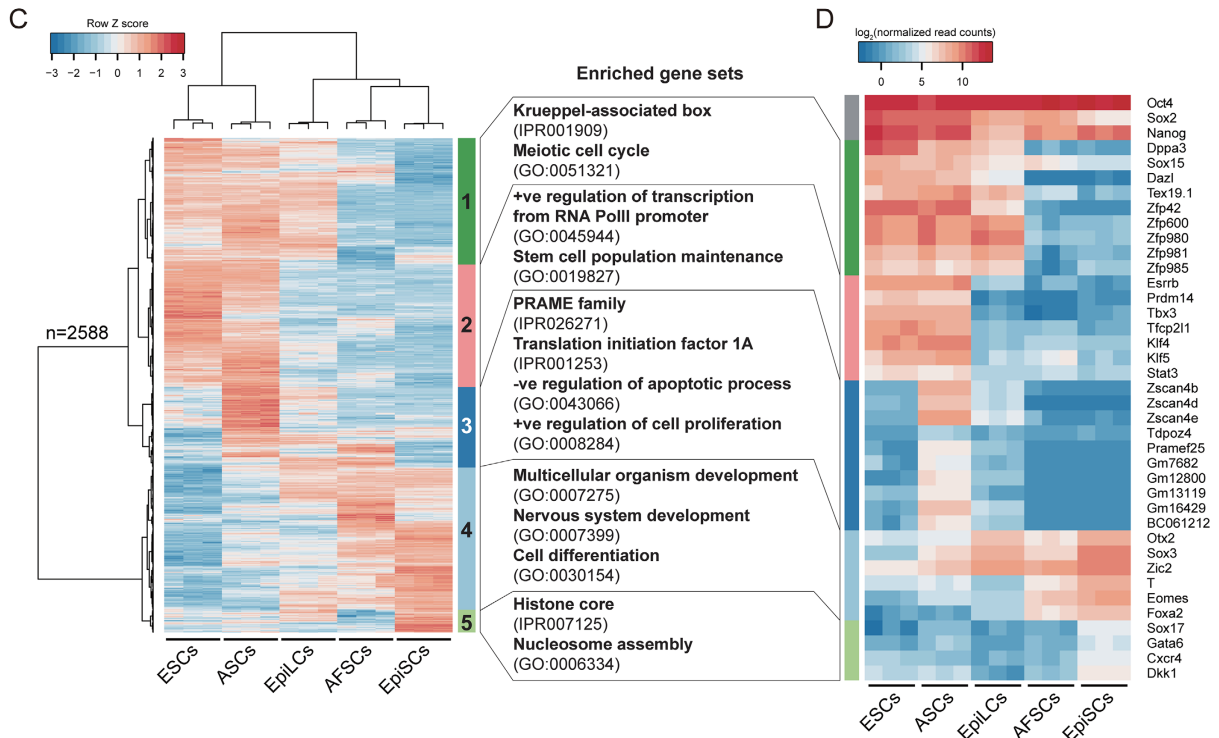 C
Row Z score
−3 −2 −1 0 1 2 3
n=2588
1
2
3
4
5
ESCs
ASCs
EpiLCs
AFSCs
EpiSCs
Enriched gene sets
Krueppel-associated box
(IPR001909)
Meiotic cell cycle
(GO:0051321)
+ve regulation of transcription
from RNA PolII promoter
(GO:0045944)
Stem cell population maintenance
(GO:0019827)
PRAME family
(IPR026271)
Translation initiation factor 1A
(IPR001253)
-ve regulation of apoptotic process
(GO:0043066)
+ve regulation of cell proliferation
(GO:0008284)
Multicellular organism development
(GO:0007275)
Nervous system development
(GO:0007399)
Cell differentiation
(GO:0030154)
Histone core
(IPR007125)
Nucleosome assembly
(GO:0006334)
D
log2(normalized read counts)
0 5 10
Oct4
Sox2
Nanog
Dppa3
Sox15
Dazl
Tex19.1
Zfp42
Zfp600
Zfp980
Zfp981
Zfp985
Esrrb
Prdm14
Tbx3
Tfcp2l1
Klf4
Klf5
Stat3
Zscan4b
Zscan4d
Zscan4e
Tdpoz4
Pramef25
Gm7682
Gm12800
Gm13119
Gm16429
BC061212
Otx2
Sox3
Zic2
T
Eomes
Foxa2
Sox17
Gata6
Cxcr4
Dkk1
ESCs
ASCs
EpiLCs
AFSCs
EpiSCs